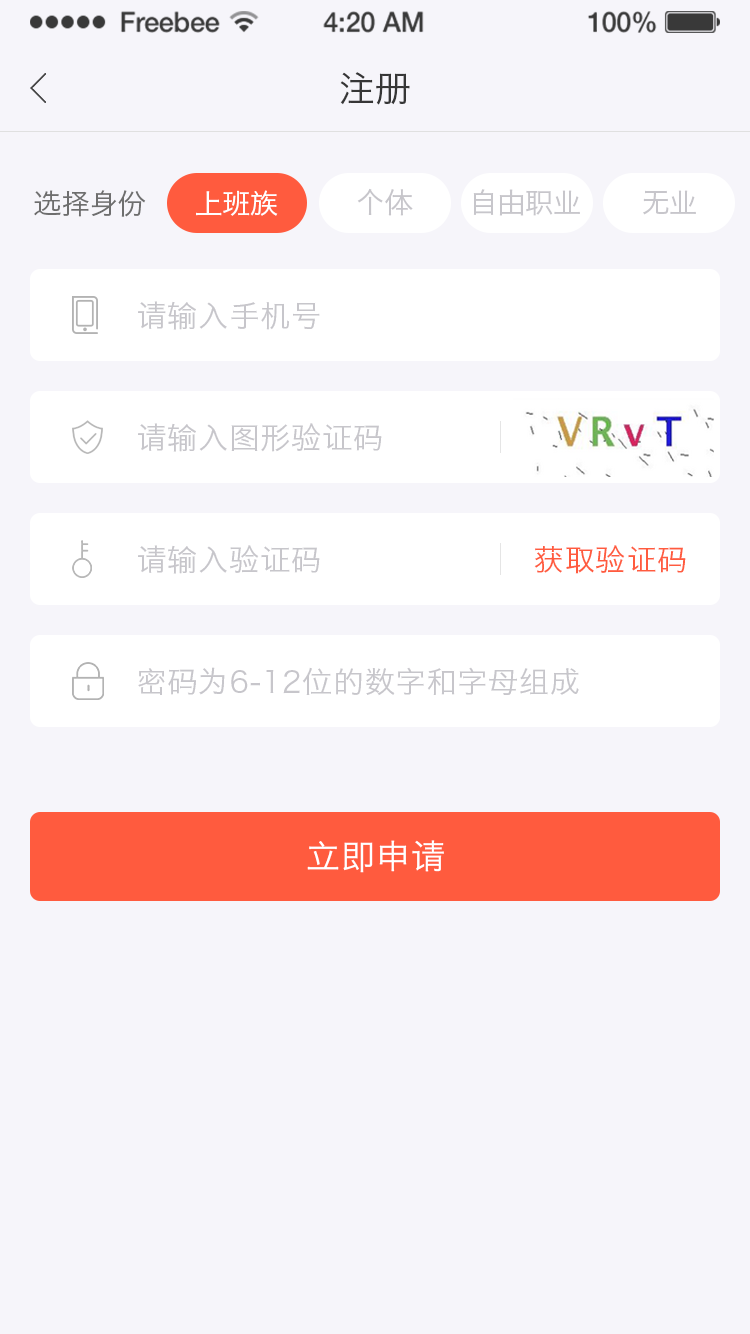 Freebee 4:20 AM 100%
注册
选择身份 上班族 个体 自由职业 无业
请输入手机号
请输入图形验证码 VRvT
请输入验证码 获取验证码
密码为6-12位的数字和字母组成
立即申请